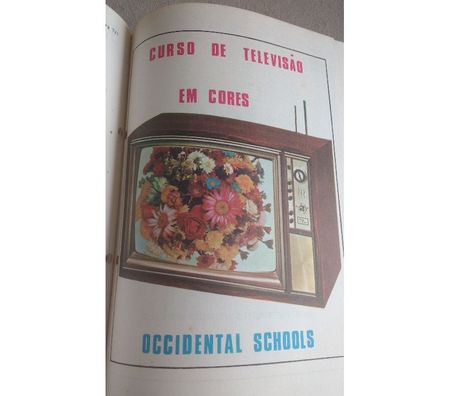 CURSO DE TELEVISÃO
EM CORES
OCCIDENTAL SCHOOLS